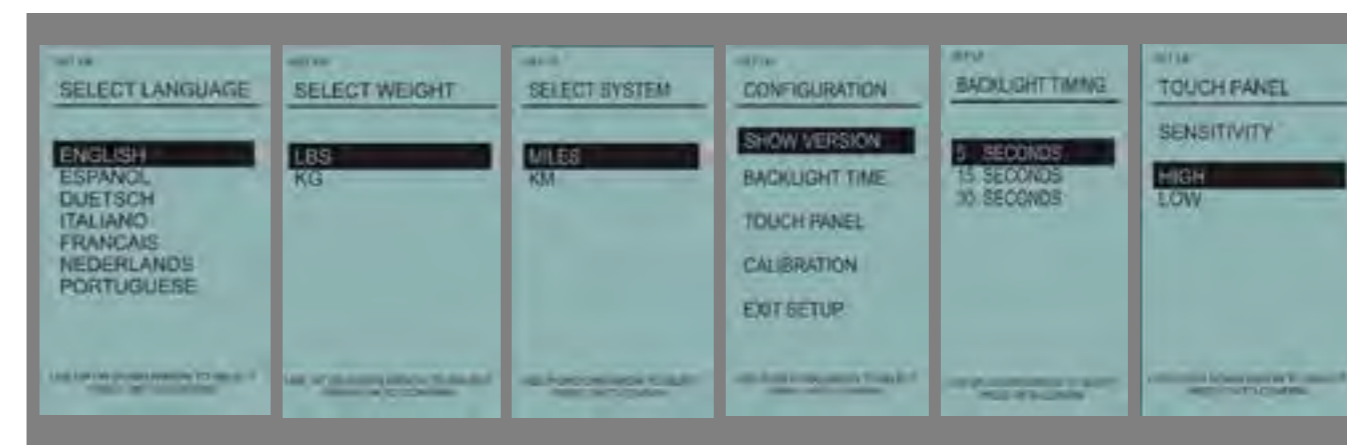 SELECT LANGUAGE
ENGLISH
ESPANOL
DUETSCH
ITALIANO
FRANCAIS
NEDERLANDS
PORTUGUESE
SELECT WEIGHT
LBS
KG
SELECT SYSTEM
MILES
KM
CONFIGURATION
SHOW VERSION
BACKLIGHT TIME
TOUCH PANEL
CALIBRATION
EXIT SETUP
BACKLIGHT TIMING
5 SECONDS
15 SECONDS
30 SECONDS
TOUCH PANEL
SENSITIVITY
HIGH
LOW